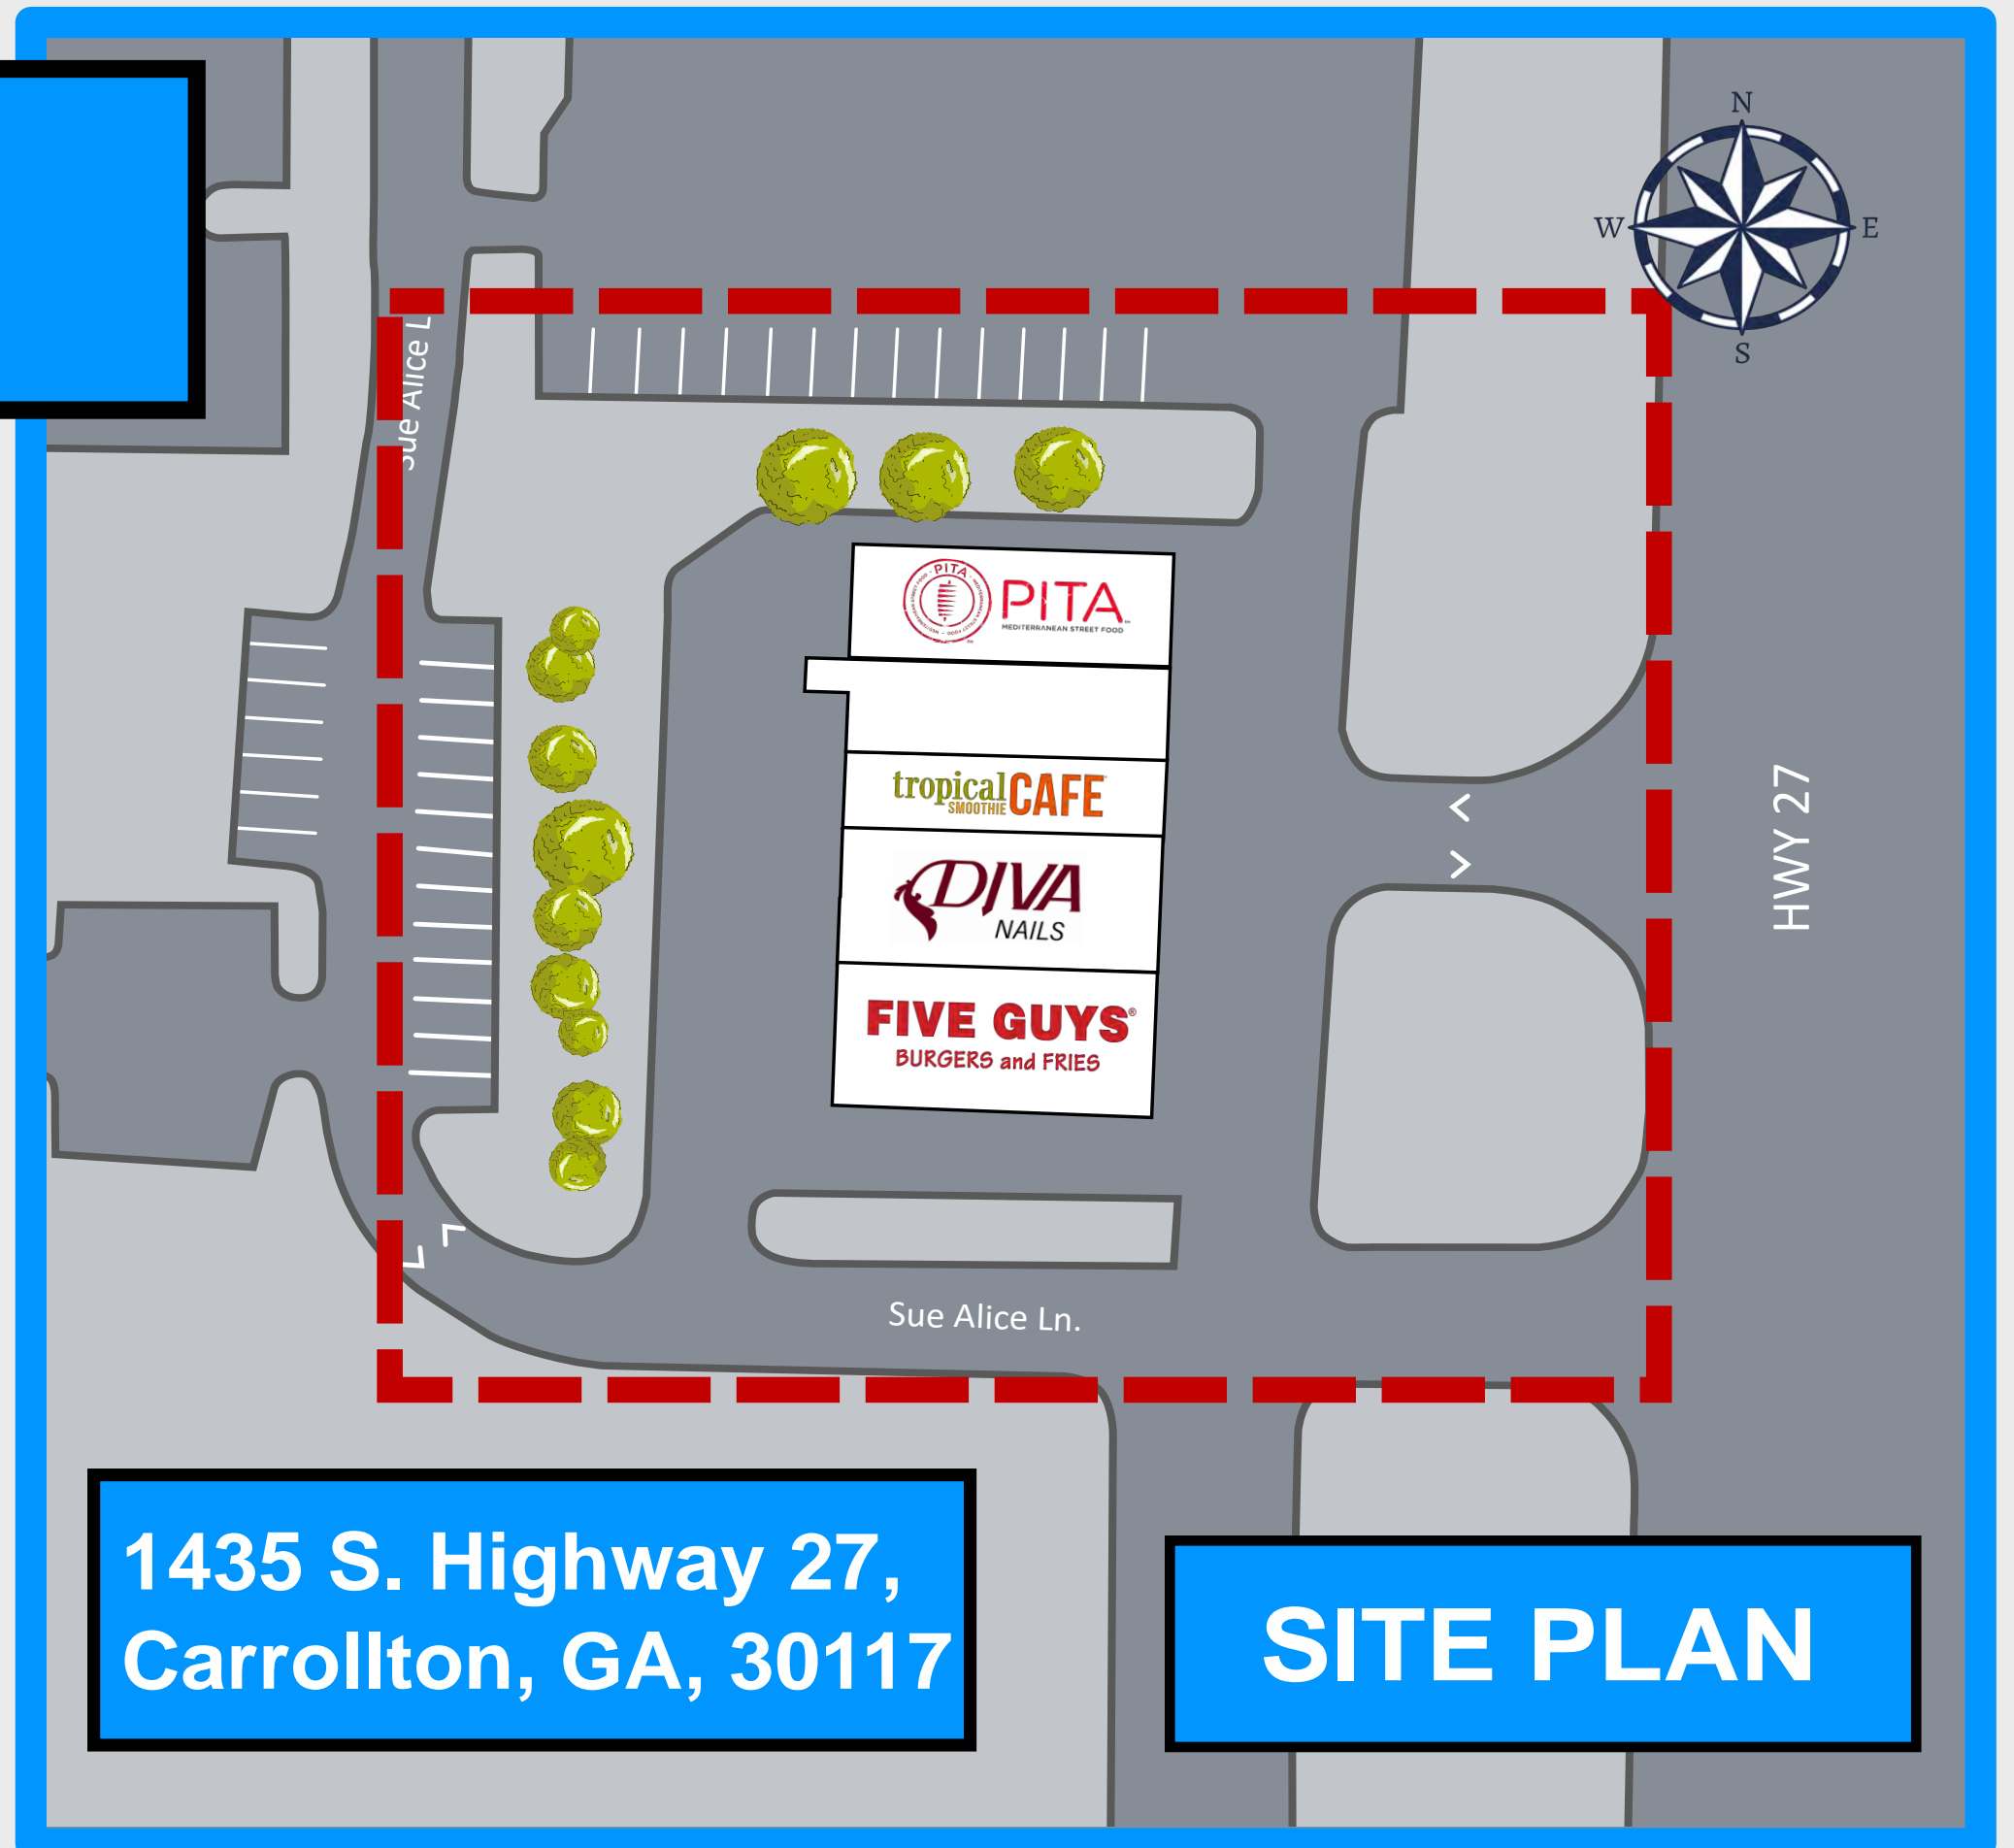 N
W
E
S
Sue Alice L
PITA
PITA
MEDITERRANEAN STREET FOOD
tropical CAFE
SMOOTHIE
DIVA
NAILS
FIVE GUYS®
BURGERS and FRIES
HWY 27
Sue Alice Ln.
1435 S. Highway 27,
Carrollton, GA, 30117
SITE PLAN